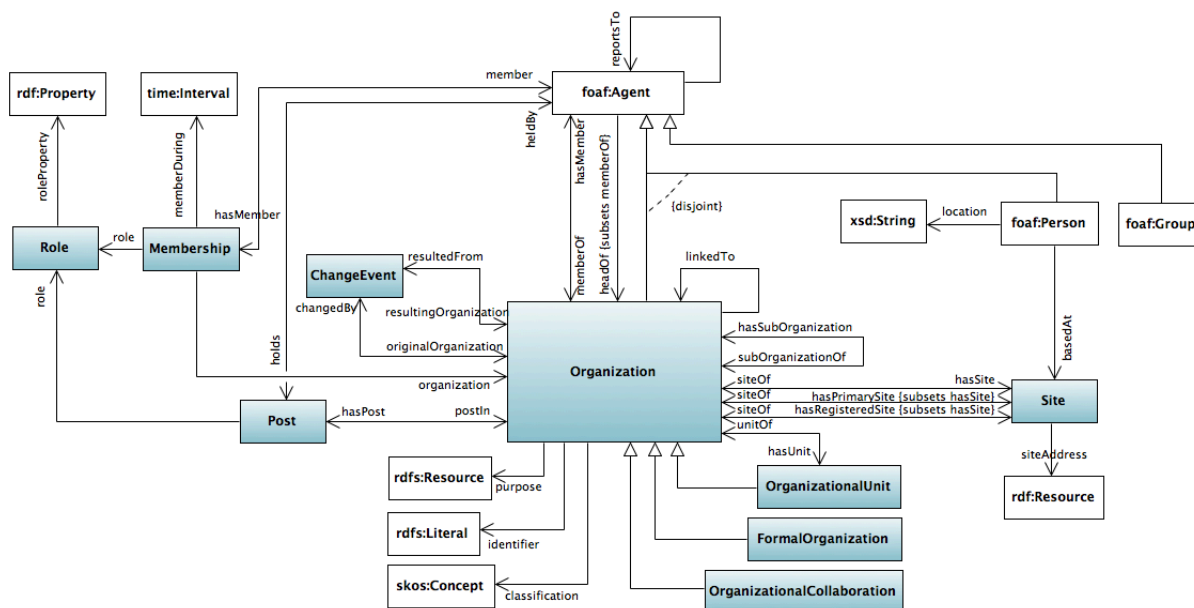 reportsTo
member
foaf:Agent
rdf:Property
time:Interval
heldBy
hasMember
headOf {subsets memberOf}
memberOf
roleProperty
memberDuring
{disjoint}
hasMember
xsd:String
location
foaf:Person
foaf:Group
Role
role
Membership
ChangeEvent
resultedFrom
linkedTo
changedBy
resultingOrganization
role
holds
originalOrganization
hasSubOrganization
subOrganizationOf
basedAt
Organization
organization
siteOf
hasSite
siteOf
hasPrimarySite {subsets hasSite}
siteOf
hasRegisteredSite {subsets hasSite}
Site
Post
hasPost
postIn
unitOf
hasUnit
siteAddress
rdfs:Resource
purpose
OrganizationalUnit
rdf:Resource
rdfs:Literal
identifier
FormalOrganization
skos:Concept
classification
OrganizationalCollaboration